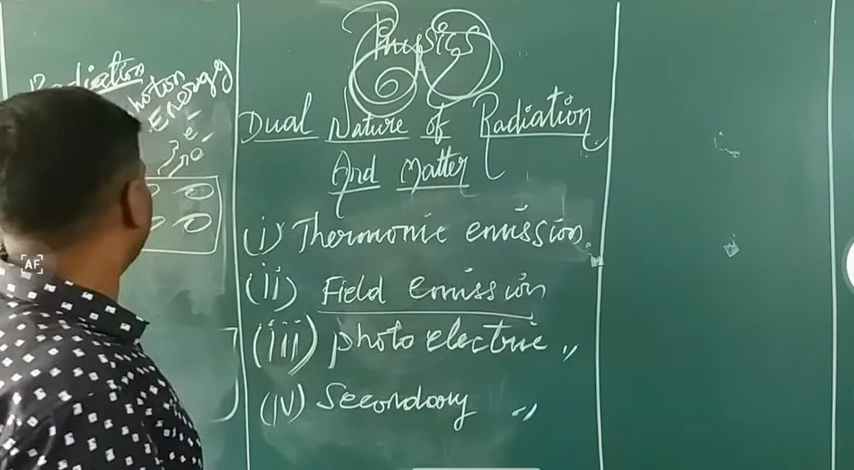 Radiation
photon
Energy
e-
e-
Physics
Dual Nature of Radiation
And Matter
(i) Thermonic emission
(ii) Field emission
(iii) photo electric 〃
(iv) Secondary 〃
AF